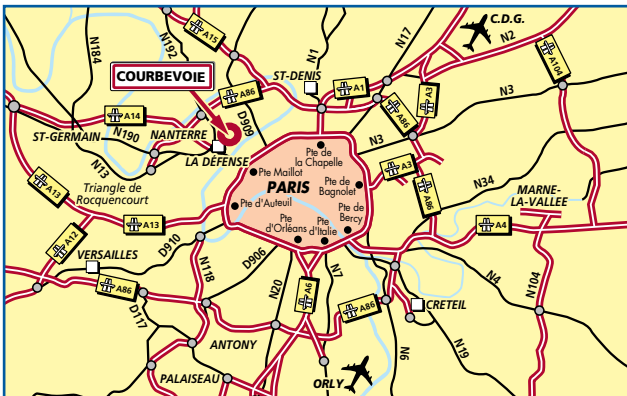 C.D.G.
N184
N192
A15
N1
N17
N2
A104
COURBEVOIE
ST-DENIS
A86
A1
A3
N3
A14
D909
A86
ST-GERMAIN
N190
NANTERRE
LA DÉFENSE
N3
Pte de
la Chapelle
A3
N13
Pte Maillot
PARIS
Pte de
Bagnolet
N34
A13
Triangle de
Rocquencourt
MARNE-
LA-VALLEE
Pte d'Auteuil
Pte de
Bercy
A86
A13
Pte
d'Orléans
Pte
d'Italie
A4
A12
D910
VERSAILLES
N118
D906
N7
N4
N104
A86
N20
A6
A86
CRETEIL
D117
ANTONY
N6
N19
PALAISEAU
ORLY